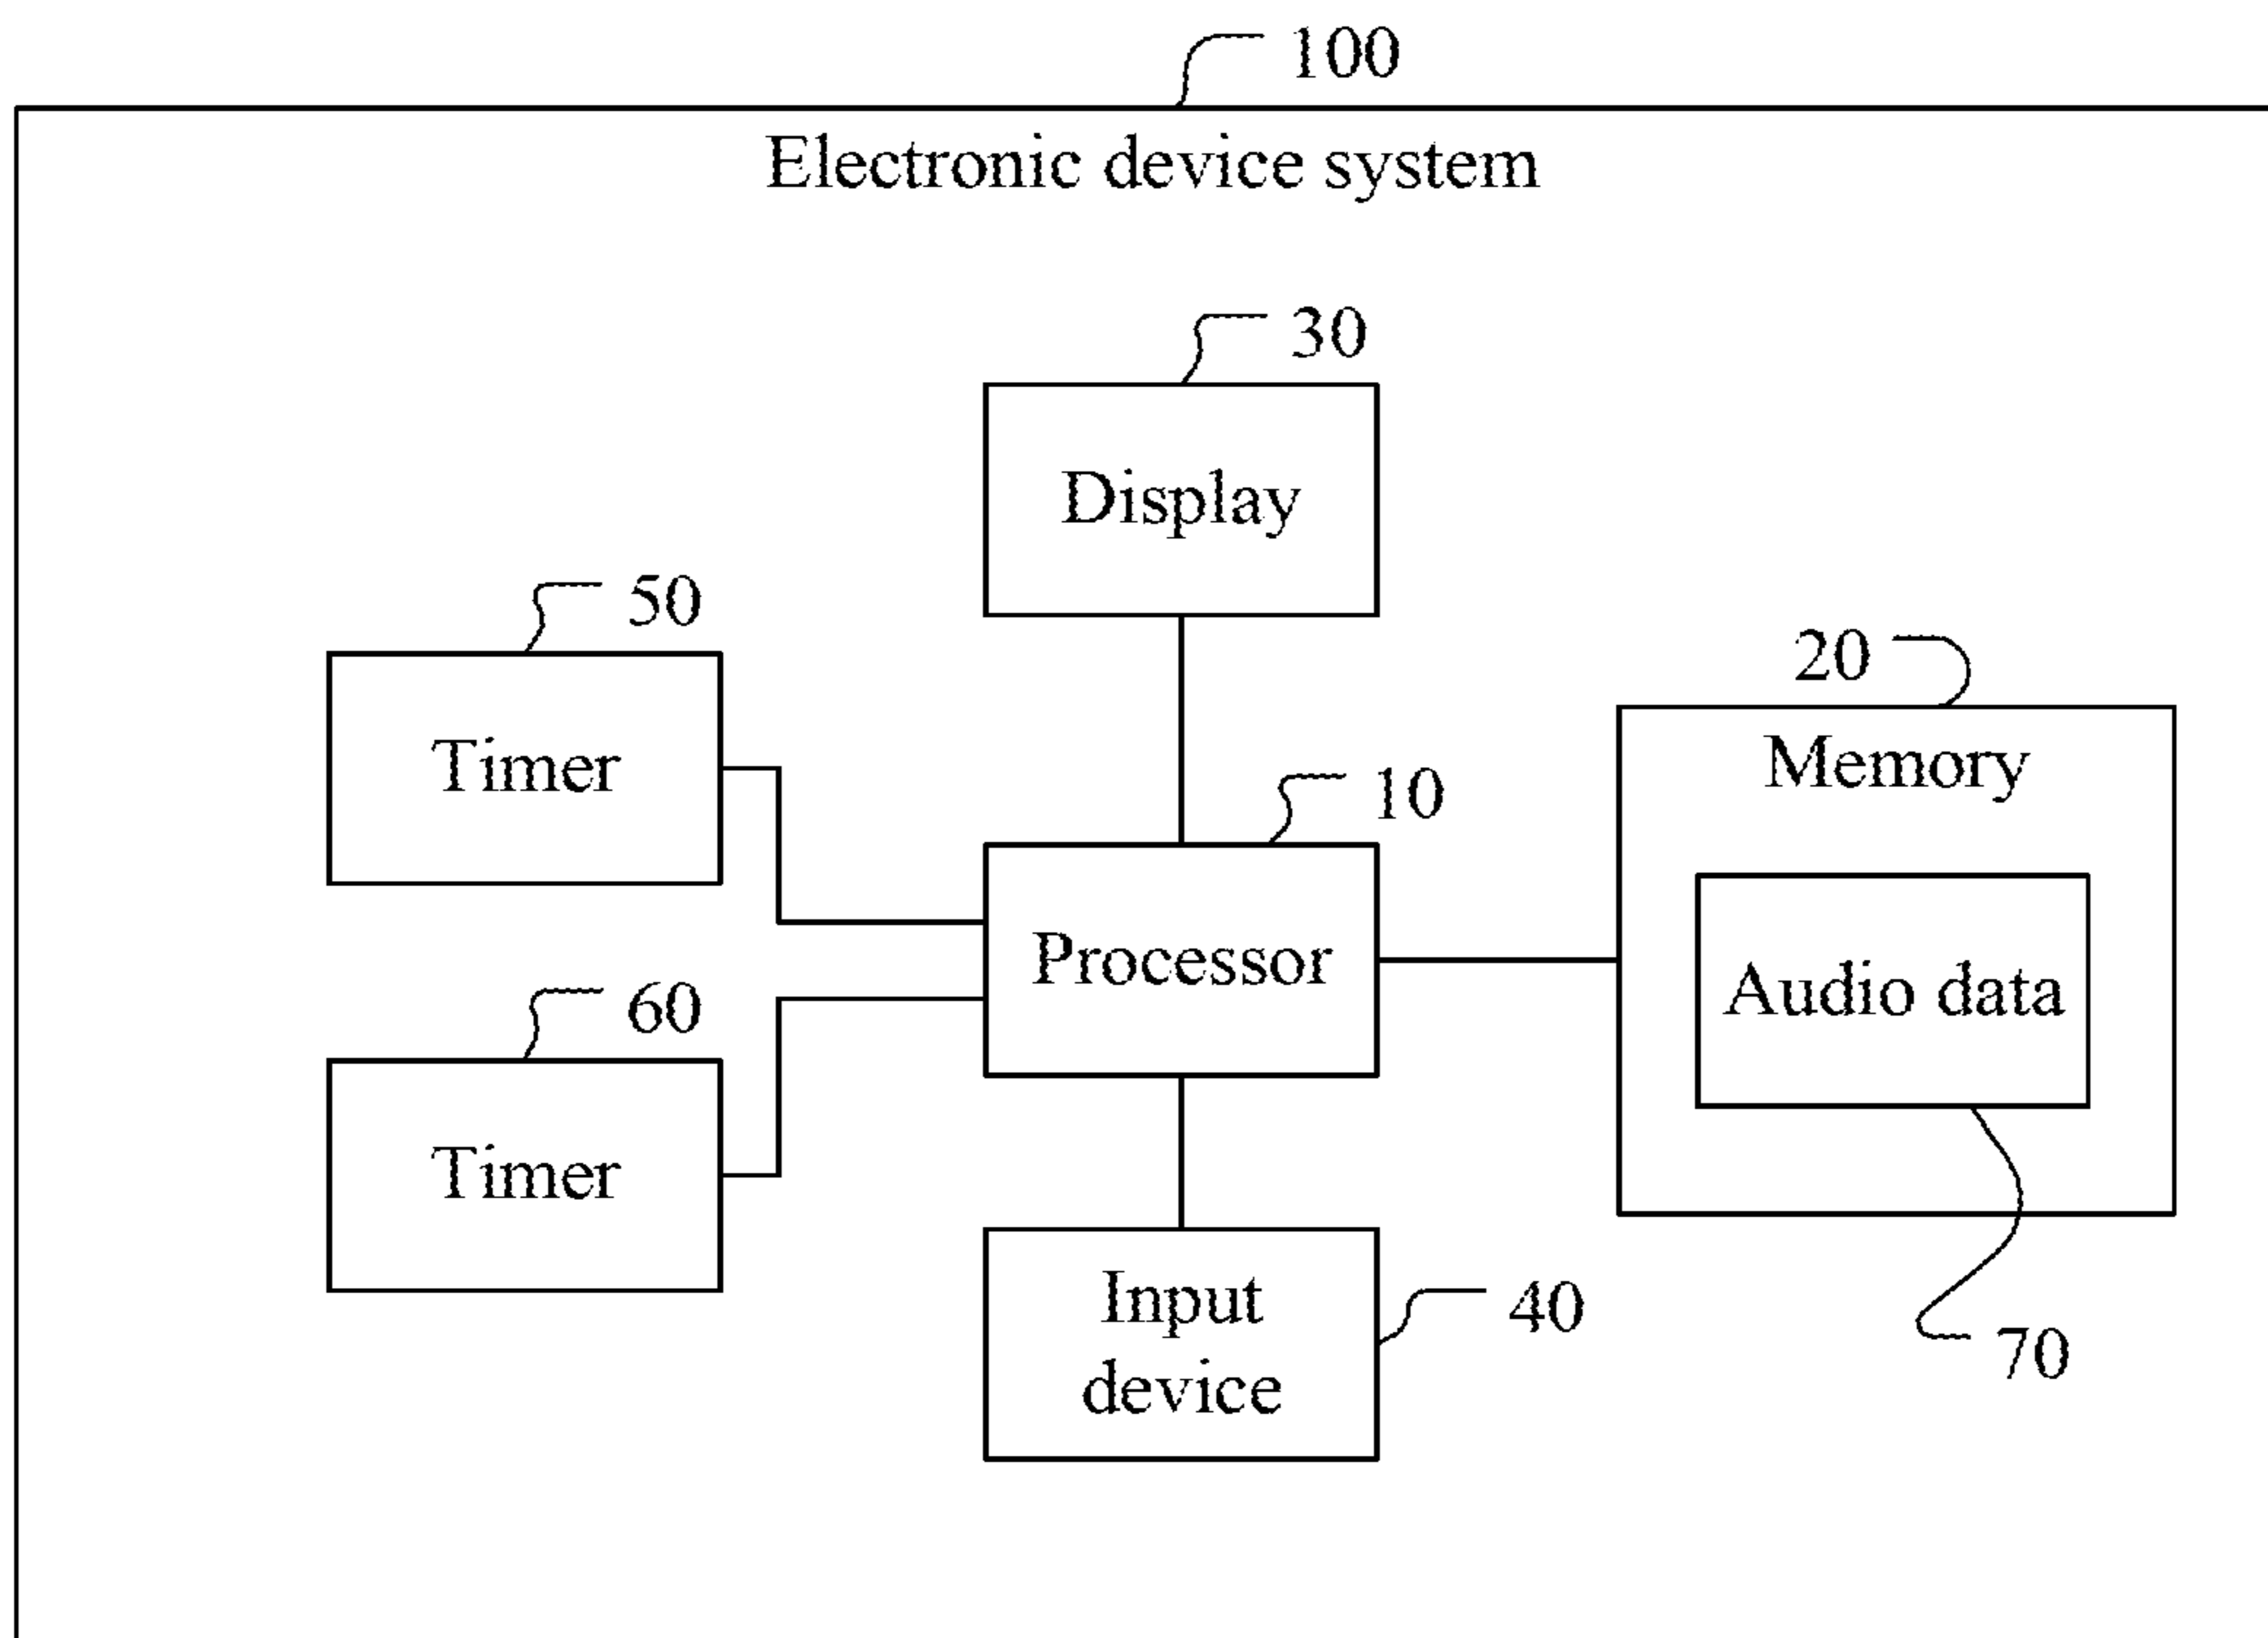 100
Electronic device system
30
Display
50
Timer
20
Memory
10
Processor
Audio data
60
Timer
Input
device
40
70